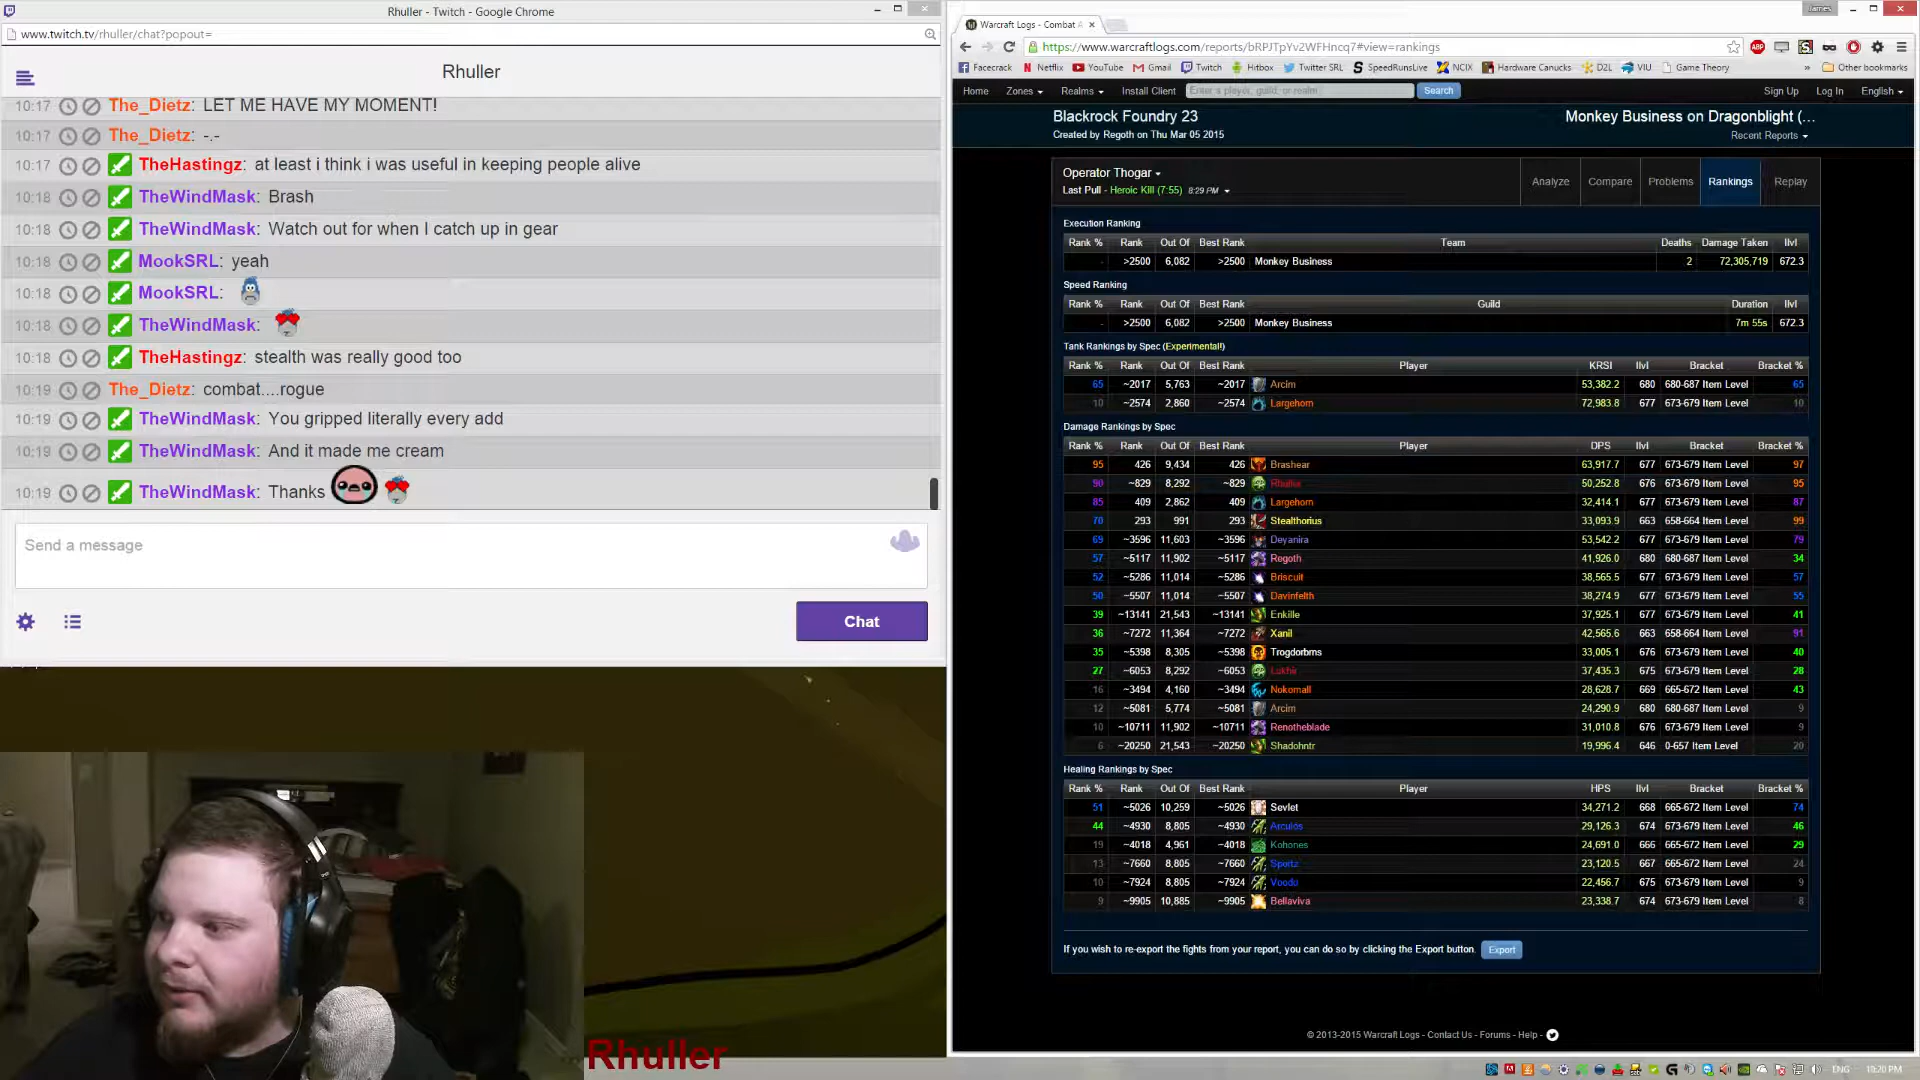 Rhuller - Twitch - Google Chrome
www.twitch.tv/rhuller/chat?popout=
Rhuller
10:17 The_Dietz: LET ME HAVE MY MOMENT!
10:17 The_Dietz: -.-
10:17 TheHastingz: at least i think i was useful in keeping people alive
10:18 TheWindMask: Brash
10:18 TheWindMask: Watch out for when I catch up in gear
10:18 MookSRL: yeah
10:18 MookSRL:
10:18 TheWindMask:
10:18 TheHastingz: stealth was really good too
10:19 The_Dietz: combat....rogue
10:19 TheWindMask: You gripped literally every add
10:19 TheWindMask: And it made me cream
10:19 TheWindMask: Thanks
Send a message
Chat
Rhuller
James
Warcraft Logs - Combat A
https://www.warcraftlogs.com/reports/bRPJTpYv2WFHncq7#view=rankings
Facecrack Netflix YouTube Gmail Twitch Hitbox Twitter SRL SpeedRunsLive NCIX Hardware Canucks D2L VIU Game Theory » Other bookmarks
Home Zones Realms Install Client Enter a player, guild, or realm Search Sign Up Log In English
Blackrock Foundry 23 Monkey Business on Dragonblight (...
Created by Regoth on Thu Mar 05 2015 Recent Reports
Operator Thogar
Last Pull - Heroic Kill (7:55) 8:29 PM
Analyze Compare Problems Rankings Replay
Execution Ranking
Rank % Rank Out Of Best Rank Team Deaths Damage Taken Ilvl
- >2500 6,082 >2500 Monkey Business 2 72,305,719 672.3
Speed Ranking
Rank % Rank Out Of Best Rank Guild Duration Ilvl
- >2500 6,082 >2500 Monkey Business 7m 55s 672.3
Tank Rankings by Spec (Experimental!)
Rank % Rank Out Of Best Rank Player KRSI Ilvl Bracket Bracket %
65 ~2017 5,763 ~2017 Arcim 53,382.2 680 680-687 Item Level 65
10 ~2574 2,860 ~2574 Largehorn 72,983.8 677 673-679 Item Level 10
Damage Rankings by Spec
Rank % Rank Out Of Best Rank Player DPS Ilvl Bracket Bracket %
95 426 9,434 426 Brashear 63,917.7 677 673-679 Item Level 97
90 ~829 8,292 ~829 Rhuller 50,252.8 676 673-679 Item Level 95
85 409 2,862 409 Largehorn 32,414.1 677 673-679 Item Level 87
70 293 991 293 Stealthorius 33,093.9 663 658-664 Item Level 99
69 ~3596 11,603 ~3596 Deyanira 53,542.2 677 673-679 Item Level 79
57 ~5117 11,902 ~5117 Regoth 41,926.0 680 680-687 Item Level 34
52 ~5286 11,014 ~5286 Briscuit 38,565.5 677 673-679 Item Level 57
50 ~5507 11,014 ~5507 Davinfelth 38,274.9 677 673-679 Item Level 55
39 ~13141 21,543 ~13141 Enkille 37,925.1 677 673-679 Item Level 41
36 ~7272 11,364 ~7272 Xanil 42,565.6 663 658-664 Item Level 91
35 ~5398 8,305 ~5398 Trogdorbrns 33,005.1 676 673-679 Item Level 40
27 ~6053 8,292 ~6053 Lukhir 37,435.3 675 673-679 Item Level 28
16 ~3494 4,160 ~3494 Nokomall 28,628.7 669 665-672 Item Level 43
12 ~5081 5,774 ~5081 Arcim 24,290.9 680 680-687 Item Level 9
10 ~10711 11,902 ~10711 Renotheblade 31,010.8 676 673-679 Item Level 9
6 ~20250 21,543 ~20250 Shadohntr 19,996.4 646 0-657 Item Level 20
Healing Rankings by Spec
Rank % Rank Out Of Best Rank Player HPS Ilvl Bracket Bracket %
51 ~5026 10,259 ~5026 Sevlet 34,271.2 668 665-672 Item Level 74
44 ~4930 8,805 ~4930 Arculos 29,126.3 674 673-679 Item Level 46
19 ~4018 4,961 ~4018 Kohones 24,691.0 666 665-672 Item Level 29
13 ~7660 8,805 ~7660 Sportz 23,120.5 667 665-672 Item Level 24
10 ~7924 8,805 ~7924 Voodo 22,456.7 675 673-679 Item Level 9
9 ~9905 10,885 ~9905 Bellaviva 23,338.7 674 673-679 Item Level 8
If you wish to re-export the fights from your report, you can do so by clicking the Export button. Export
© 2013-2015 Warcraft Logs - Contact Us - Forums - Help -
ENG 10:20 PM